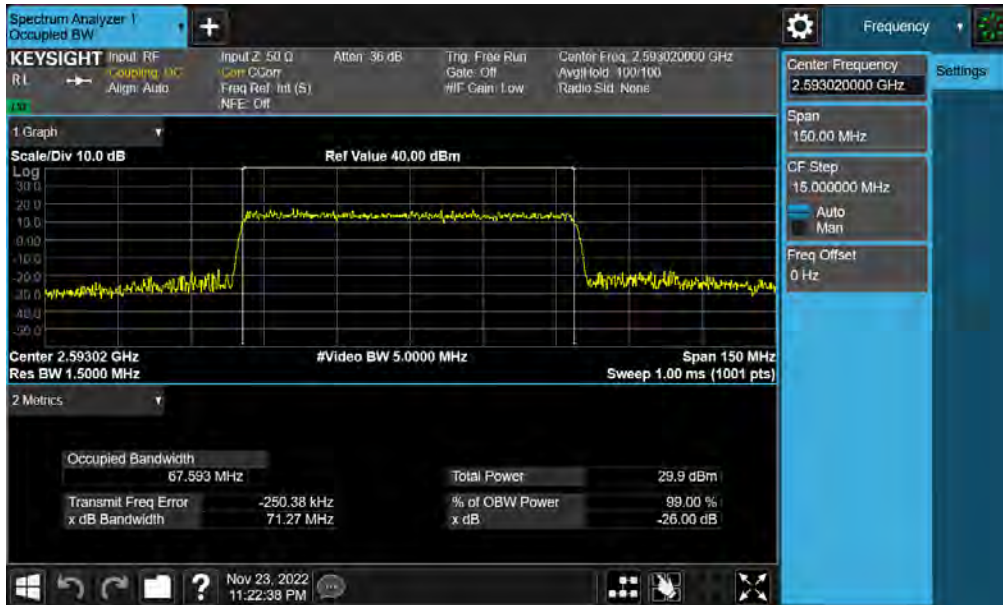 Spectrum Analyzer 1
Occupied BW
+
Frequency
KEYSIGHT
Input: RF
Input Z: 50 Ω
Atten: 36 dB
Trig: Free Run
Center Freq: 2.593020000 GHz
R L
Coupling: DC
Corr CCorr
Gate: Off
Avg|Hold: 100/100
Align: Auto
Freq Ref: Int (S)
#IF Gain: Low
Radio Std: None
NFE: Off
Center Frequency
2.593020000 GHz
Settings
Span
150.00 MHz
CF Step
15.000000 MHz
Auto
Man
Freq Offset
0 Hz
1 Graph
Scale/Div 10.0 dB
Ref Value 40.00 dBm
Log
30.0
20.0
10.0
0.00
-10.0
-20.0
-30.0
-40.0
-50.0
Center 2.59302 GHz
#Video BW 5.0000 MHz
Span 150 MHz
Res BW 1.5000 MHz
Sweep 1.00 ms (1001 pts)
2 Metrics
Occupied Bandwidth
67.593 MHz
Total Power
29.9 dBm
Transmit Freq Error
-250.38 kHz
% of OBW Power
99.00 %
x dB Bandwidth
71.27 MHz
x dB
-26.00 dB
?
Nov 23, 2022
11:22:38 PM